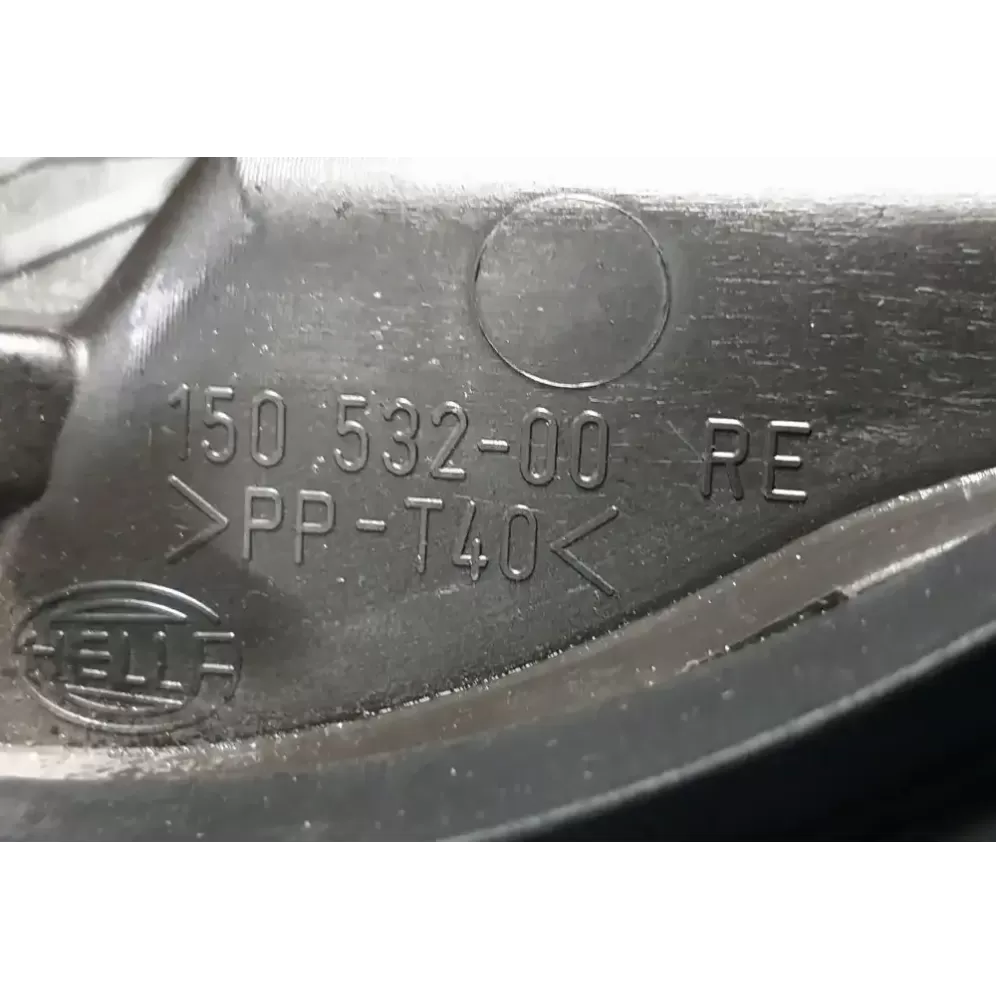 150.532-00 RE
>PP-T40<
HELLA